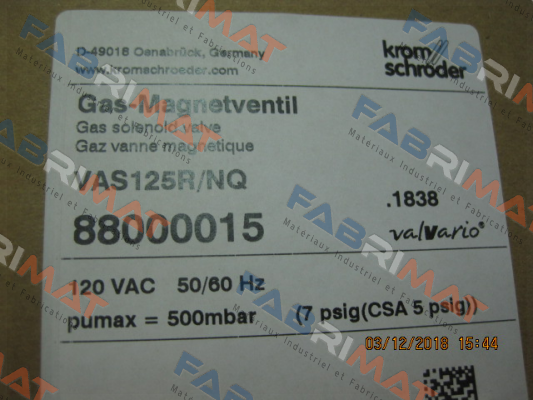 D-49018 Osnabrück, Germany
www.kromschroeder.com
krom
schröder
Gas-Magnetventil
Gas solenoid valve
Gaz vanne magnetique
VAS125R/NQ
88000015
.1838
valvario®
120 VAC 50/60 Hz
pumax = 500mbar (7 psig(CSA 5 psig))
03/12/2018 15:44
FABRIMAT
Materiaux Industriel et Fabrications